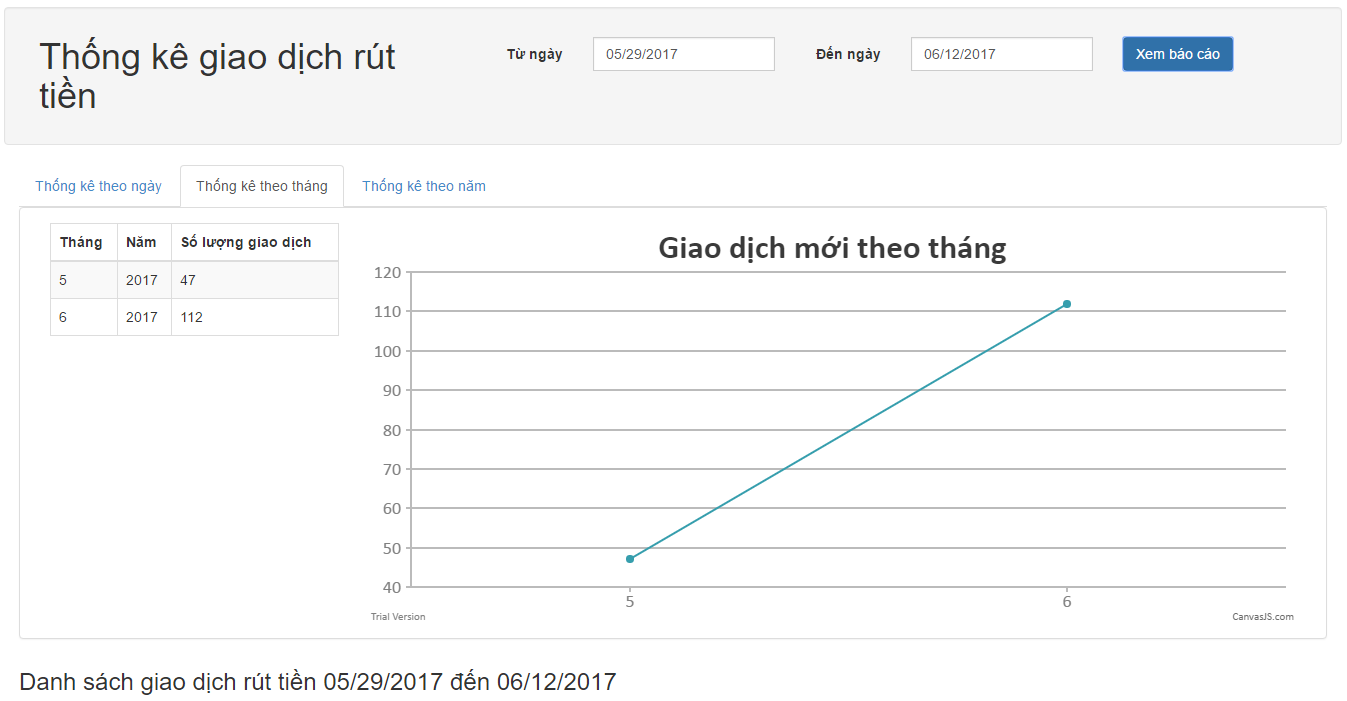 Thống kê giao dịch rút
tiền
Từ ngày 05/29/2017 Đến ngày 06/12/2017 Xem báo cáo
Thống kê theo ngày Thống kê theo tháng Thống kê theo năm
Tháng Năm Số lượng giao dịch
5 2017 47
6 2017 112
Giao dịch mới theo tháng
120
110
100
90
80
70
60
50
40
5 6
Trial Version CanvasJS.com
Danh sách giao dịch rút tiền 05/29/2017 đến 06/12/2017